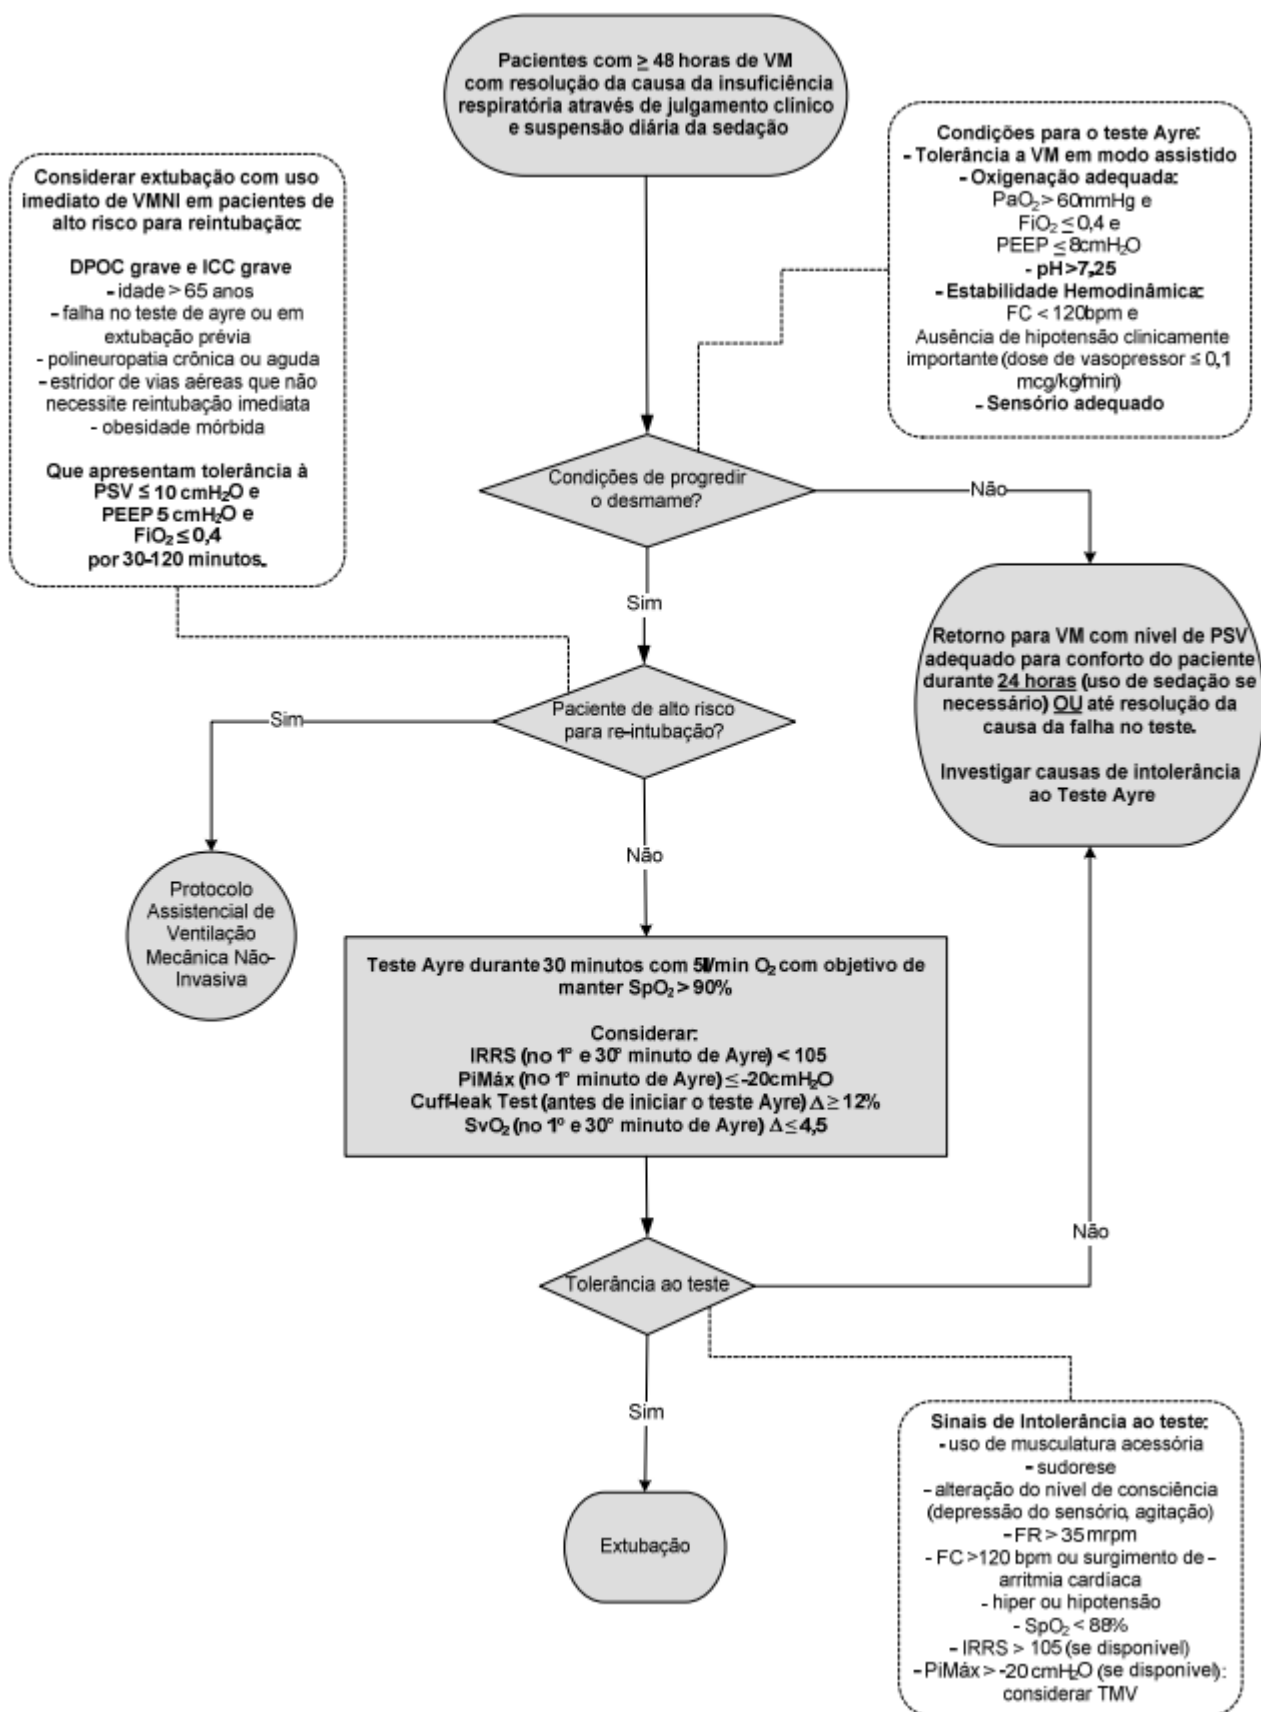 Pacientes com ≥ 48 horas de VM
com resolução da causa da insuficiência
respiratória através de julgamento clínico
e suspensão diária da sedação
Condições para o teste Ayre:
- Tolerância a VM em modo assistido
- Oxigenação adequada:
PaO₂ > 60mmHg e
FiO₂ ≤ 0,4 e
PEEP ≤ 8cmH₂O
- pH >7,25
- Estabilidade Hemodinâmica:
FC < 120bpm e
Ausência de hipotensão clinicamente
importante (dose de vasopressor ≤ 0,1
mcg/kg/min)
- Sensório adequado
Considerar extubação com uso
imediato de VMNI em pacientes de
alto risco para reintubação:
DPOC grave e ICC grave
- idade > 65 anos
- falha no teste de ayre ou em
extubação prévia
- polineuropatia crônica ou aguda
- estridor de vias aéreas que não
necessite reintubação imediata
- obesidade mórbida
Que apresentam tolerância à
PSV ≤ 10 cmH₂O e
PEEP 5 cmH₂O e
FiO₂ ≤ 0,4
por 30-120 minutos.
Condições de progredir
o desmame?
Não
Sim
Retorno para VM com nível de PSV
adequado para conforto do paciente
durante 24 horas (uso de sedação se
necessário) OU até resolução da
causa da falha no teste.
Investigar causas de intolerância
ao Teste Ayre
Paciente de alto risco
para re-intubação?
Sim
Não
Protocolo
Assistencial de
Ventilação
Mecânica Não-
Invasiva
Teste Ayre durante 30 minutos com 5l/min O₂ com objetivo de
manter SpO₂ > 90%
Considerar:
IRRS (no 1° e 30° minuto de Ayre) < 105
PiMáx (no 1° minuto de Ayre) ≤ -20cmH₂O
Cuff-leak Test (antes de iniciar o teste Ayre) Δ ≥ 12%
SvO₂ (no 1° e 30° minuto de Ayre) Δ ≤ 4,5
Tolerância ao teste
Não
Sim
Extubação
Sinais de Intolerância ao teste:
- uso de musculatura acessória
- sudorese
- alteração do nível de consciência
(depressão do sensório, agitação)
- FR > 35 mrpm
- FC >120 bpm ou surgimento de -
arritmia cardíaca
- hiper ou hipotensão
- SpO₂ < 88%
- IRRS > 105 (se disponível)
- PiMáx > -20 cmH₂O (se disponível):
considerar TMV